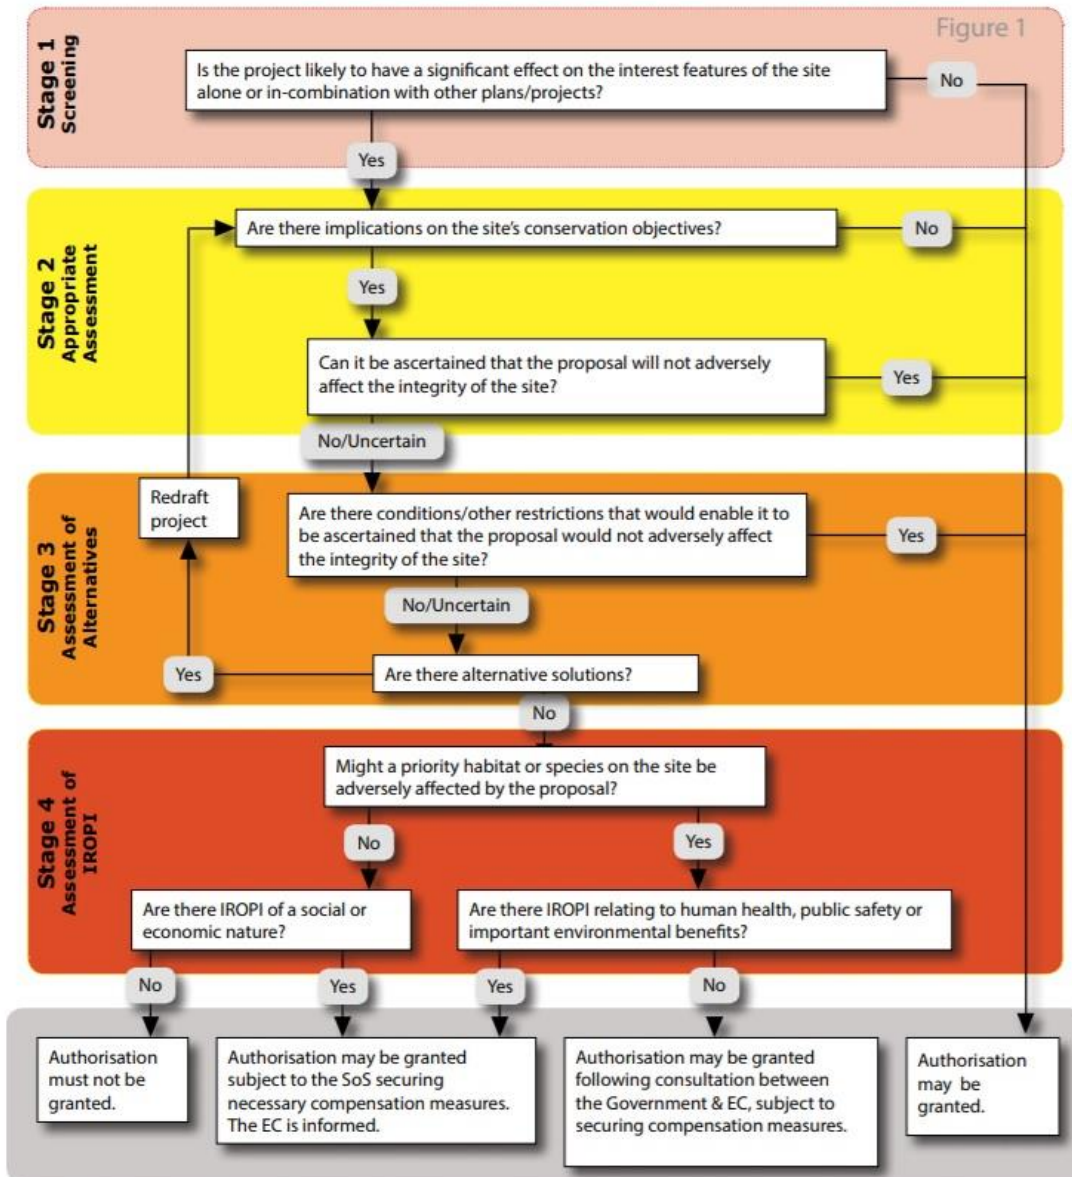 Figure 1
Stage 1
Screening
Is the project likely to have a significant effect on the interest features of the site
alone or in-combination with other plans/projects?
No
Yes
Stage 2
Appropriate
Assessment
Are there implications on the site's conservation objectives?
No
Yes
Can it be ascertained that the proposal will not adversely
affect the integrity of the site?
Yes
No/Uncertain
Stage 3
Assessment of
Alternatives
Redraft
project
Are there conditions/other restrictions that would enable it to
be ascertained that the proposal would not adversely affect
the integrity of the site?
Yes
No/Uncertain
Are there alternative solutions?
Yes
No
Stage 4
Assessment of
IROPI
Might a priority habitat or species on the site be
adversely affected by the proposal?
No
Yes
Are there IROPI of a social or
economic nature?
Are there IROPI relating to human health, public safety or
important environmental benefits?
No
Yes
Yes
No
Authorisation
must not be
granted.
Authorisation may be granted
subject to the SoS securing
necessary compensation measures.
The EC is informed.
Authorisation may be granted
following consultation between
the Government & EC, subject to
securing compensation measures.
Authorisation
may be
granted.